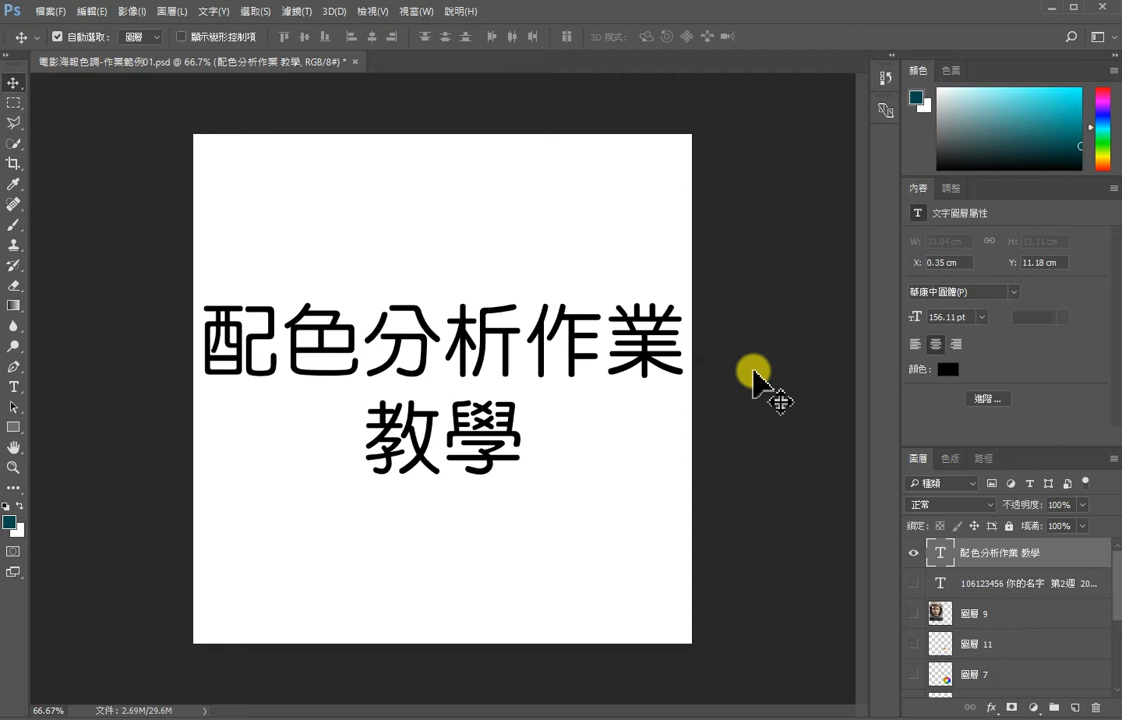 Ps 檔案(F) 編輯(E) 影像(I) 圖層(L) 文字(Y) 選取(S) 濾鏡(T) 3D(D) 檢視(V) 視窗(W) 說明(H)
自動選取: 圖層 顯示變形控制項 3D 模式:
電影海報色調-作業範例01.psd @ 66.7% (配色分析作業 教學, RGB/8#) * ×
顏色 色票
內容 調整
T 文字圖層屬性
W: 33.04 cm H: 12.11 cm
X: 0.35 cm Y: 11.18 cm
華康中圓體(P)
156.11 pt
顏色:
進階...
配色分析作業
教學
圖層 色版 路徑
種類
正常 不透明度: 100%
鎖定: 填滿: 100%
T 配色分析作業 教學
T 106123456 你的名字 第2週 20...
圖層 9
圖層 11
圖層 7
66.67% 文件: 2.69M/29.6M